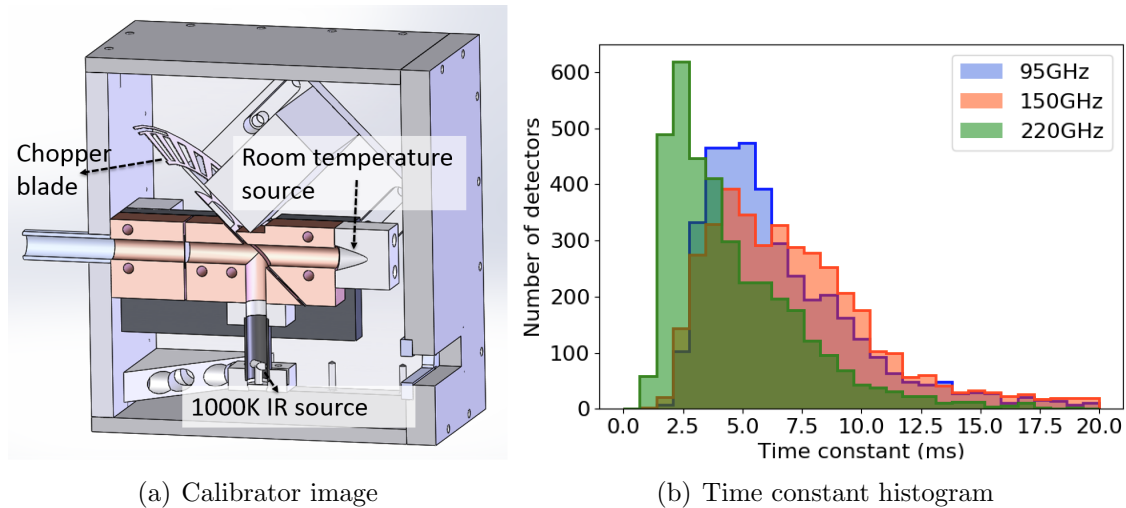 Chopper
blade
Room temperature
source
1000K IR source
(a) Calibrator image
Number of detectors
600
500
400
300
200
100
0
0.0 2.5 5.0 7.5 10.0 12.5 15.0 17.5 20.0
Time constant (ms)
95GHz
150GHz
220GHz
(b) Time constant histogram